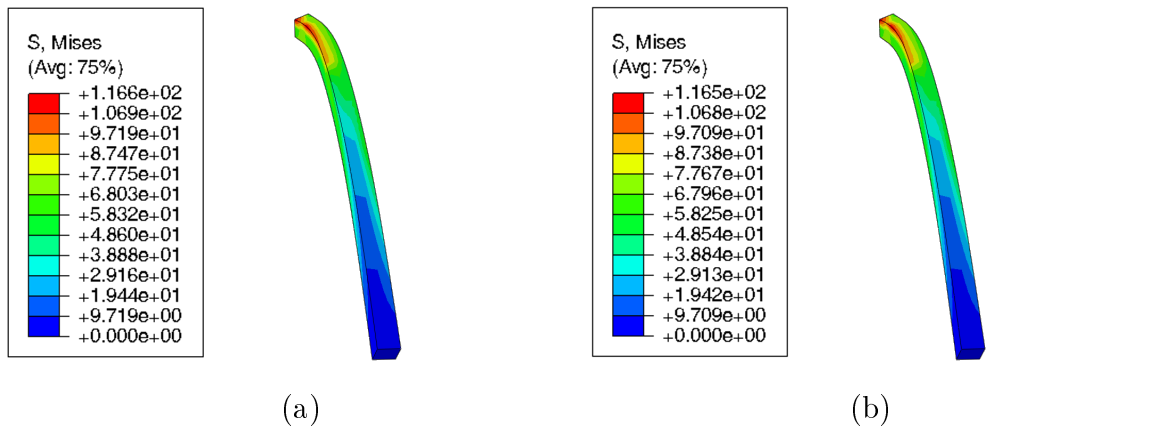 S, Mises
(Avg: 75%)
+1.166e+02
+1.069e+02
+9.719e+01
+8.747e+01
+7.775e+01
+6.803e+01
+5.832e+01
+4.860e+01
+3.888e+01
+2.916e+01
+1.944e+01
+9.719e+00
+0.000e+00
(a)
S, Mises
(Avg: 75%)
+1.165e+02
+1.068e+02
+9.709e+01
+8.738e+01
+7.767e+01
+6.796e+01
+5.825e+01
+4.854e+01
+3.884e+01
+2.913e+01
+1.942e+01
+9.709e+00
+0.000e+00
(b)